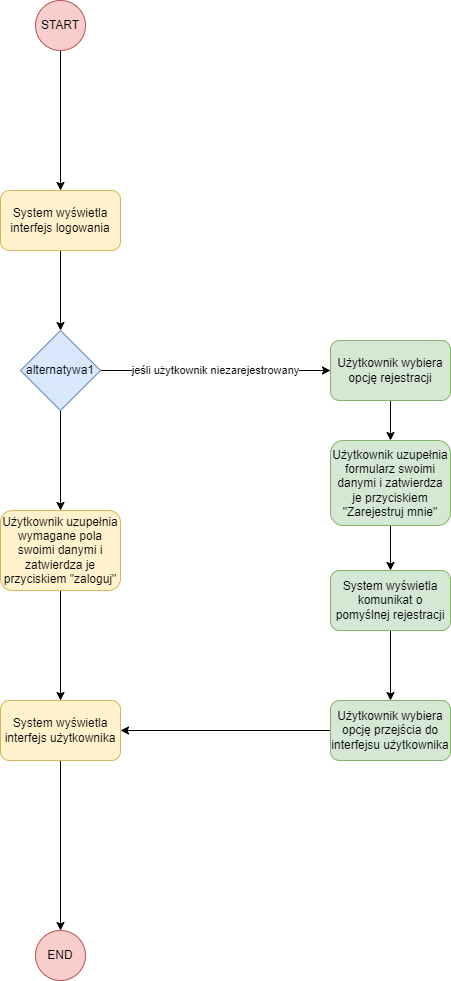 START
System wyświetla
interfejs logowania
alternatywa1
jeśli użytkownik niezarejestrowany
Użytkownik wybiera
opcję rejestracji
Użytkownik uzupełnia
formularz swoimi
danymi i zatwierdza
je przyciskiem
"Zarejestruj mnie"
Użytkownik uzupełnia
wymagane pola
swoimi danymi i
zatwierdza je
przyciskiem "zaloguj"
System wyświetla
komunikat o
pomyślnej rejestracji
System wyświetla
interfejs użytkownika
Użytkownik wybiera
opcję przejścia do
interfejsu użytkownika
END